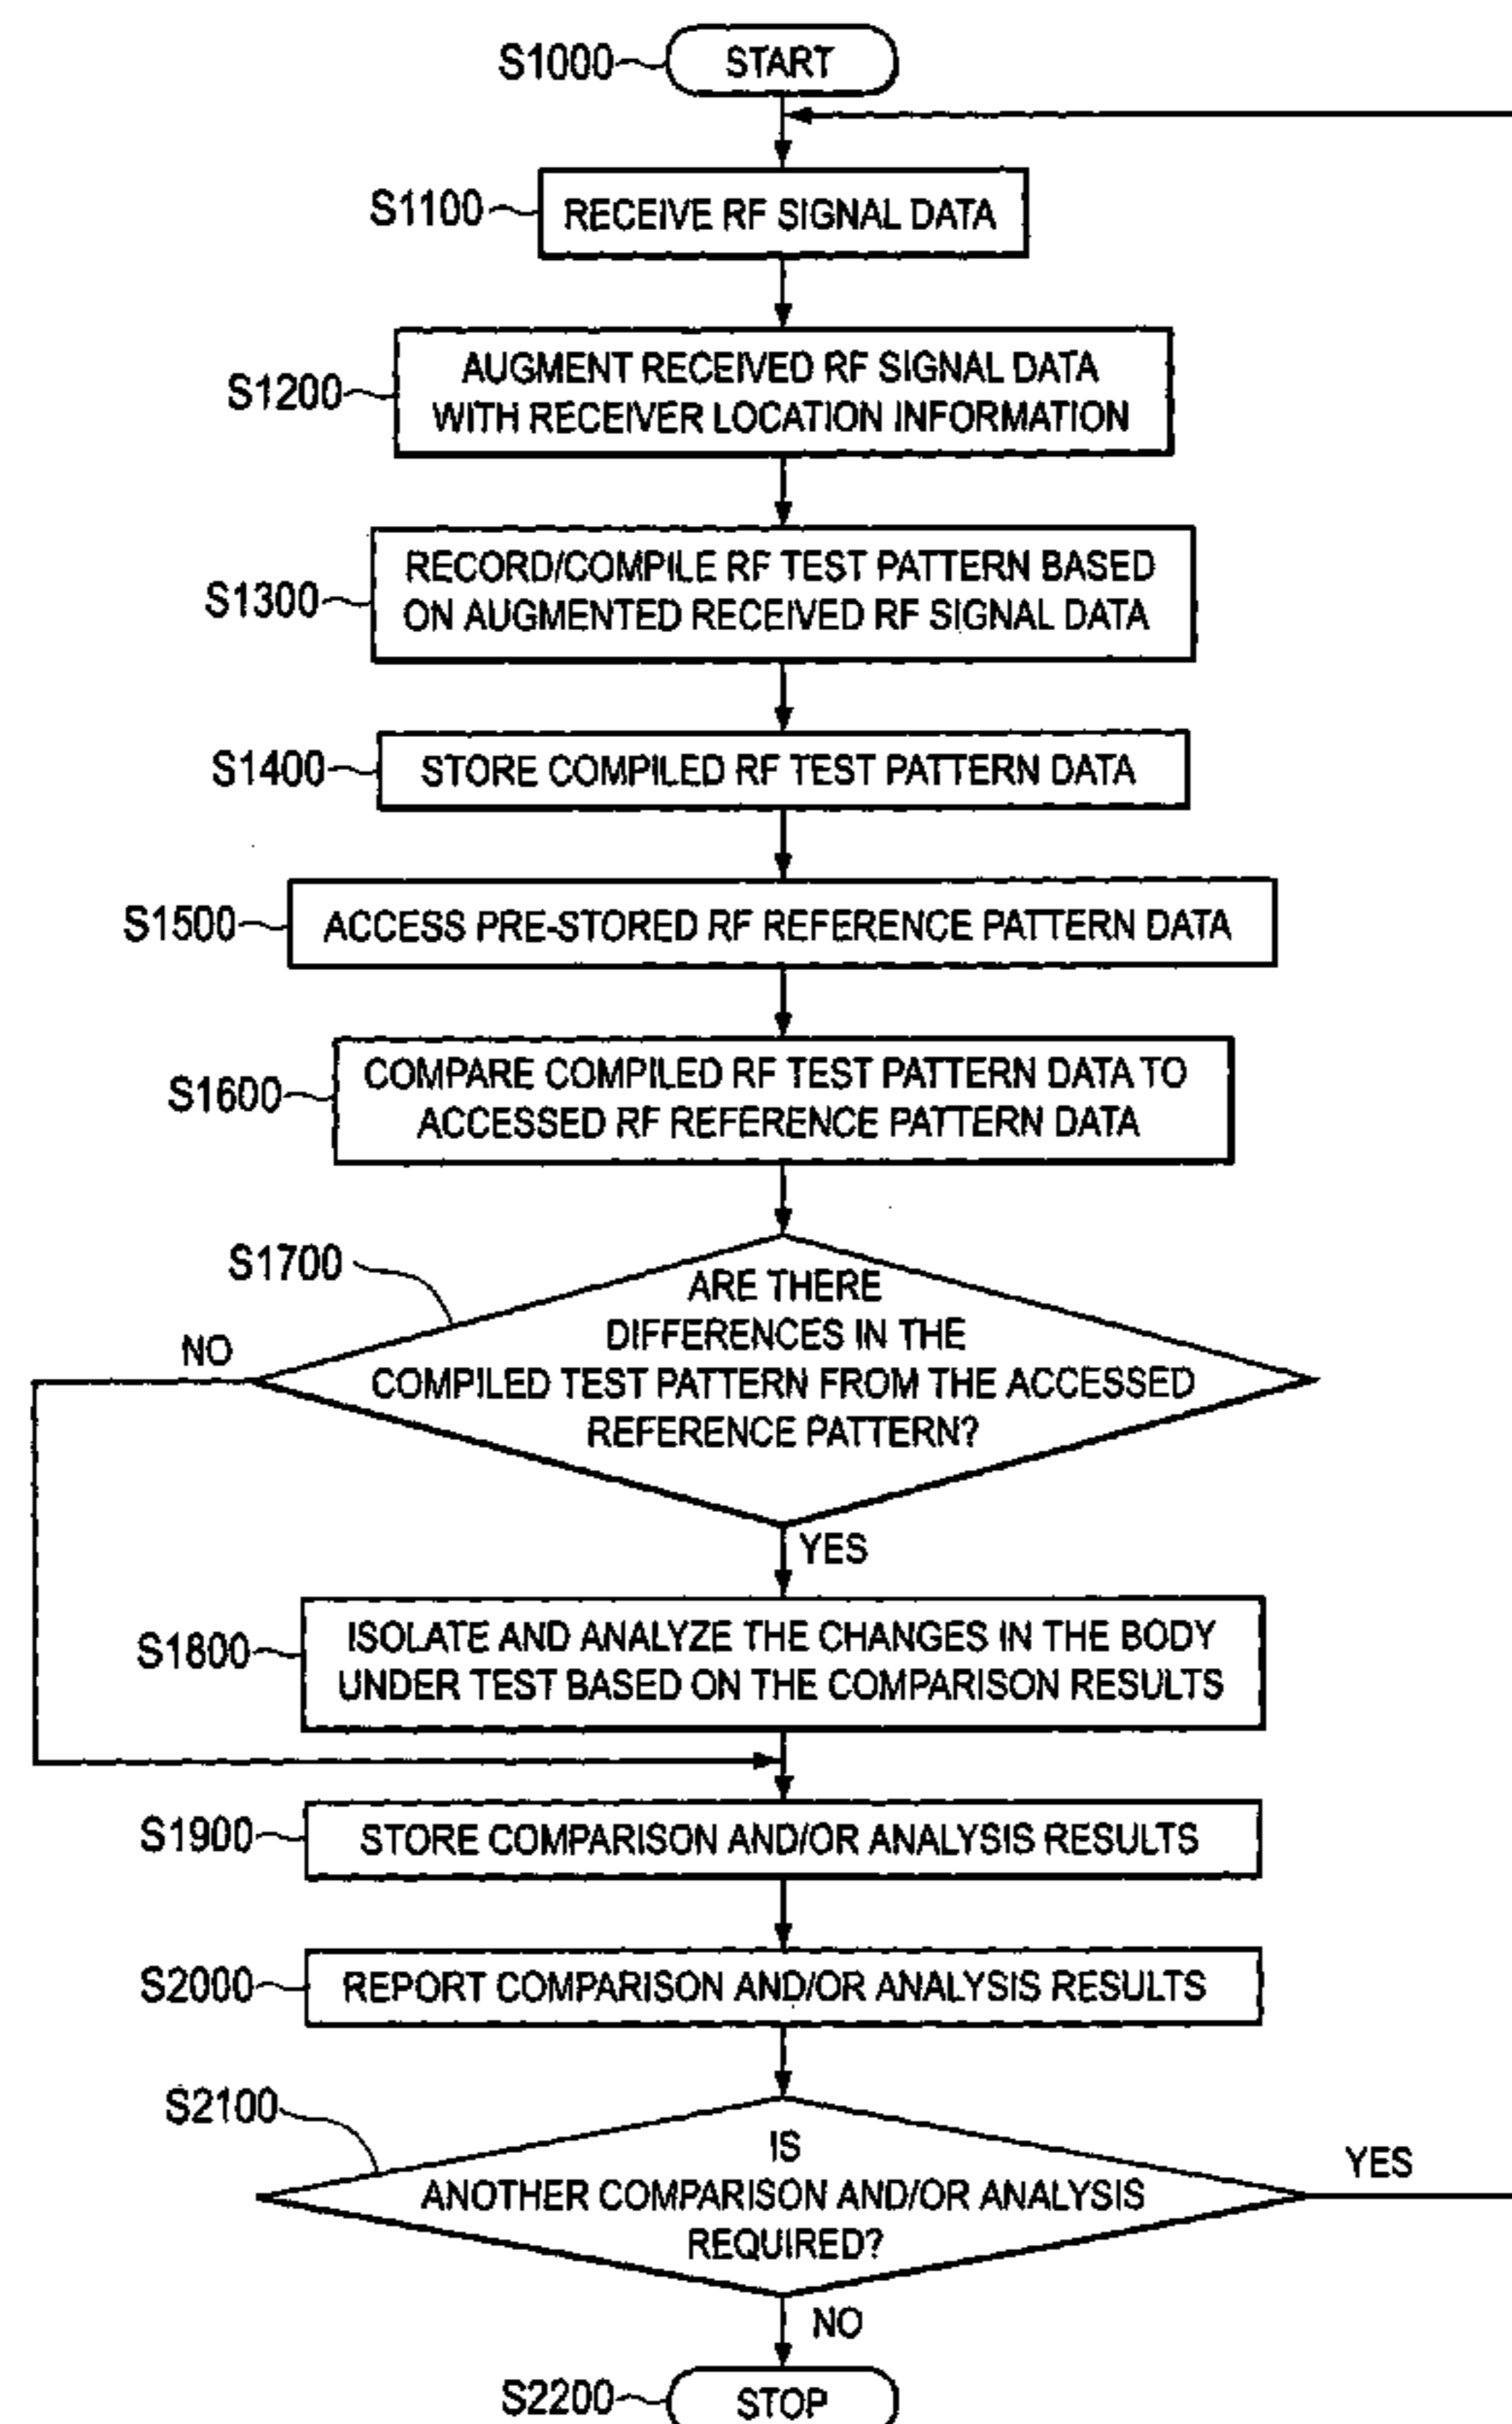 S1000
START
S1100
RECEIVE RF SIGNAL DATA
S1200
AUGMENT RECEIVED RF SIGNAL DATA
WITH RECEIVER LOCATION INFORMATION
S1300
RECORD/COMPILE RF TEST PATTERN BASED
ON AUGMENTED RECEIVED RF SIGNAL DATA
S1400
STORE COMPILED RF TEST PATTERN DATA
S1500
ACCESS PRE-STORED RF REFERENCE PATTERN DATA
S1600
COMPARE COMPILED RF TEST PATTERN DATA TO
ACCESSED RF REFERENCE PATTERN DATA
S1700
ARE THERE
DIFFERENCES IN THE
COMPILED TEST PATTERN FROM THE ACCESSED
REFERENCE PATTERN?
NO
YES
S1800
ISOLATE AND ANALYZE THE CHANGES IN THE BODY
UNDER TEST BASED ON THE COMPARISON RESULTS
S1900
STORE COMPARISON AND/OR ANALYSIS RESULTS
S2000
REPORT COMPARISON AND/OR ANALYSIS RESULTS
S2100
IS
ANOTHER COMPARISON AND/OR ANALYSIS
REQUIRED?
YES
NO
S2200
STOP